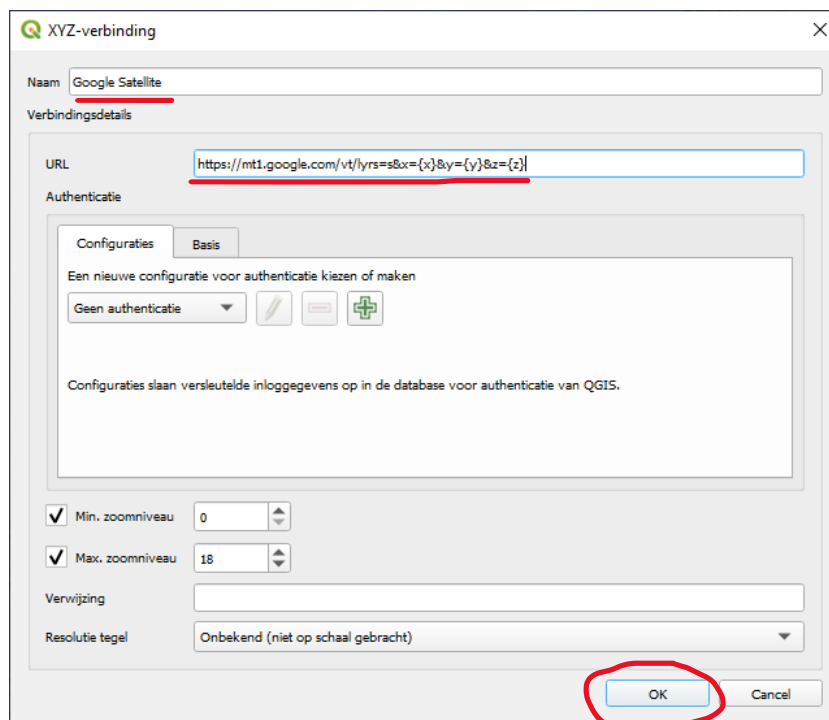 XYZ-verbinding
Naam Google Satellite
Verbindingsdetails
URL https://mt1.google.com/vt/lyrs=s&x={x}&y={y}&z={z}
Authenticatie
Configuraties Basis
Een nieuwe configuratie voor authenticatie kiezen of maken
Geen authenticatie
Configuraties slaan versleutelde inloggegevens op in de database voor authenticatie van QGIS.
Min. zoomniveau 0
Max. zoomniveau 18
Verwijzing
Resolutie tegel Onbekend (niet op schaal gebracht)
OK Cancel